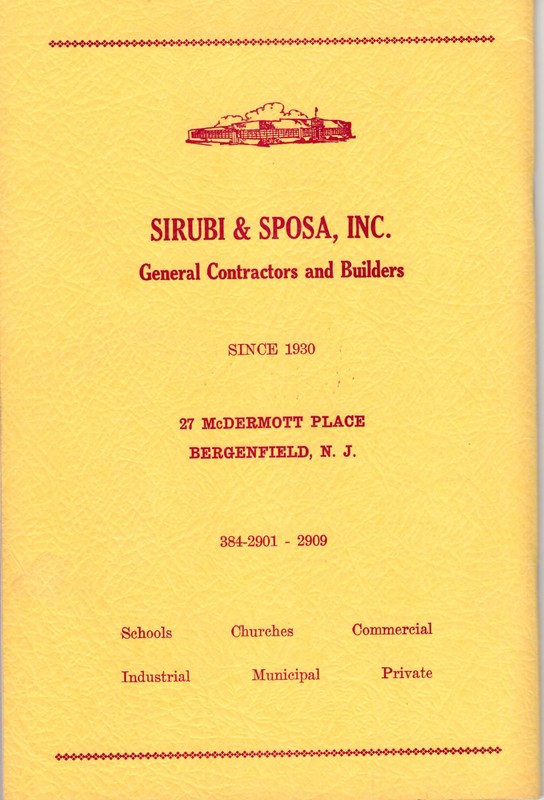 SIRUBI & SPOSA, INC.
General Contractors and Builders
SINCE 1930
27 McDERMOTT PLACE
BERGENFIELD, N. J.
384-2901 - 2909
Schools Churches Commercial
Industrial Municipal Private